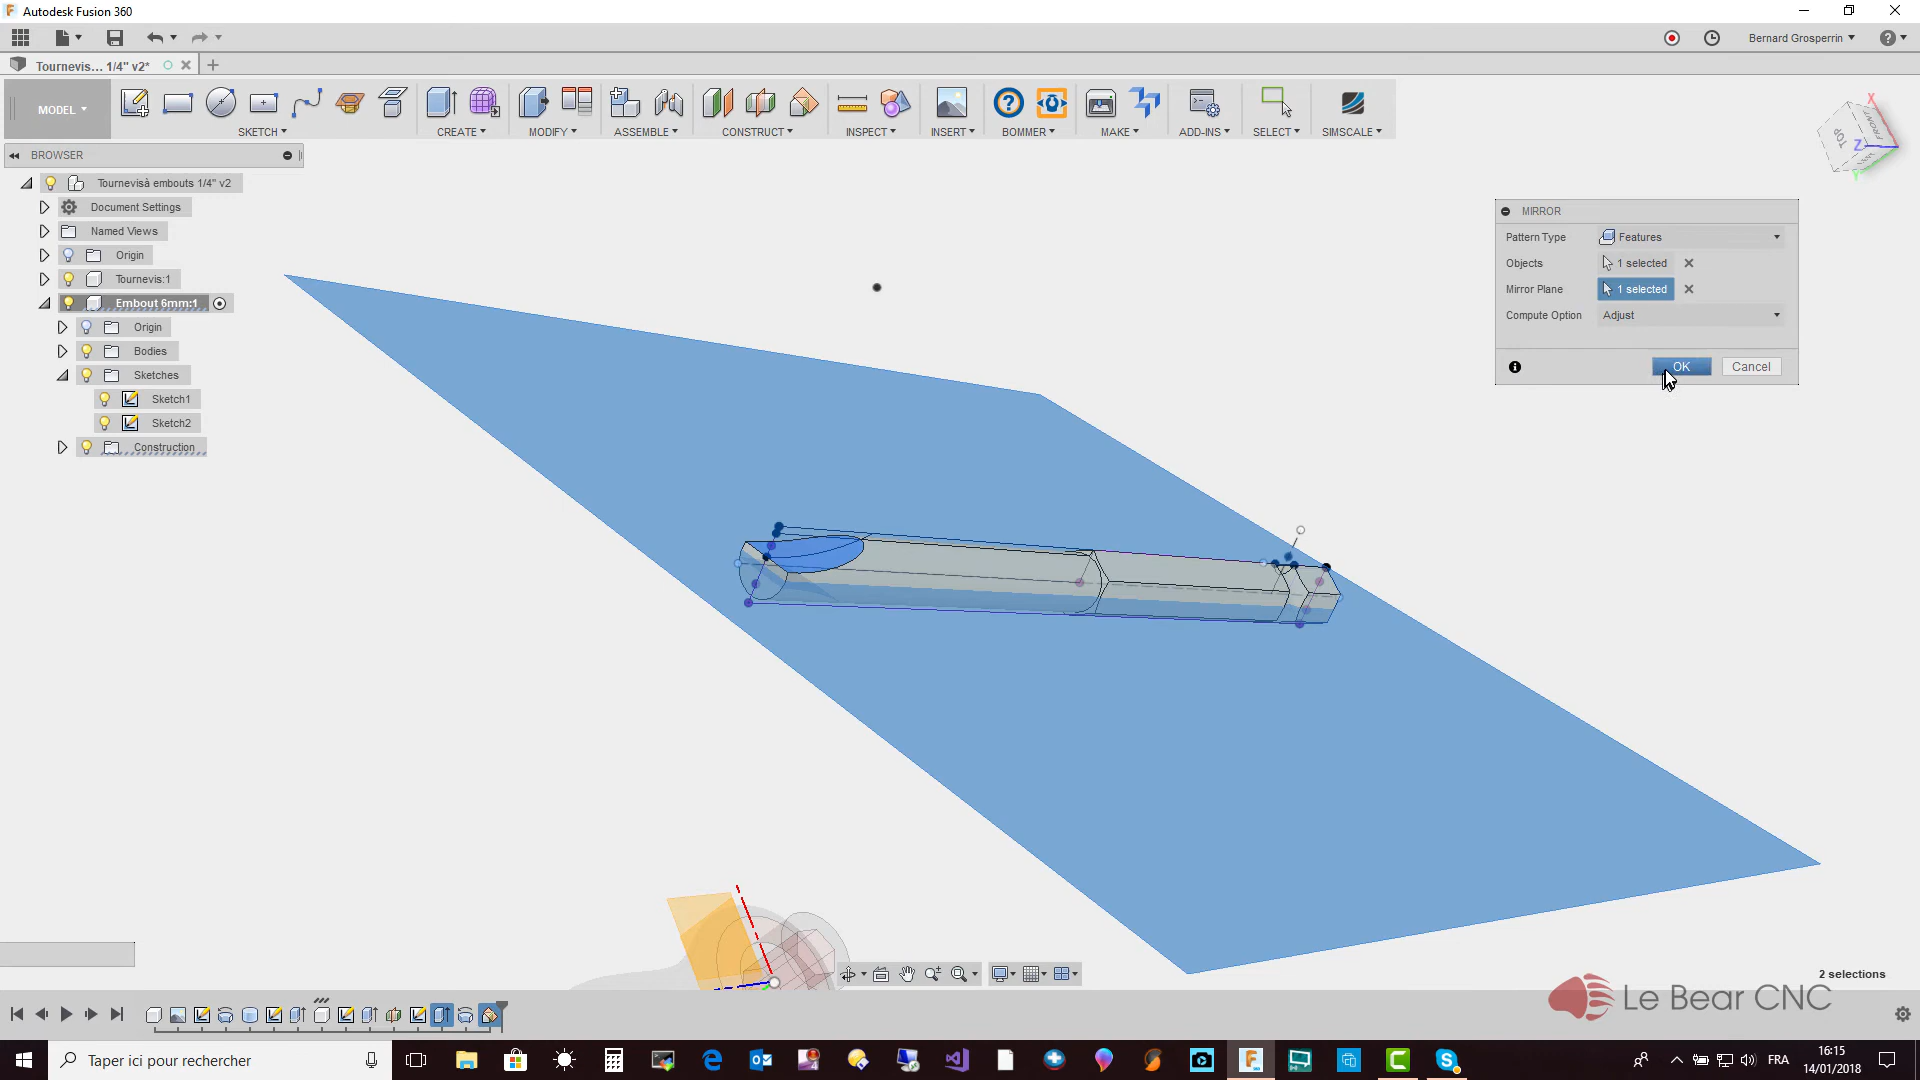 Autodesk Fusion 360
Bernard Grosperrin
Tournevis... 1/4" v2*
MODEL
SKETCH
CREATE
MODIFY
ASSEMBLE
CONSTRUCT
INSPECT
INSERT
BOMMER
MAKE
ADD-INS
SELECT
SIMSCALE
BROWSER
Tournevisà embouts 1/4" v2
Document Settings
Named Views
Origin
Tournevis:1
Embout 6mm:1
Origin
Bodies
Sketches
Sketch1
Sketch2
Construction
X
FRONT
TOP
Z
Y
MIRROR
Pattern Type Features
Objects 1 selected
Mirror Plane 1 selected
Compute Option Adjust
OK Cancel
2 selections
Le Bear CNC
Taper ici pour rechercher
FRA
16:15
14/01/2018